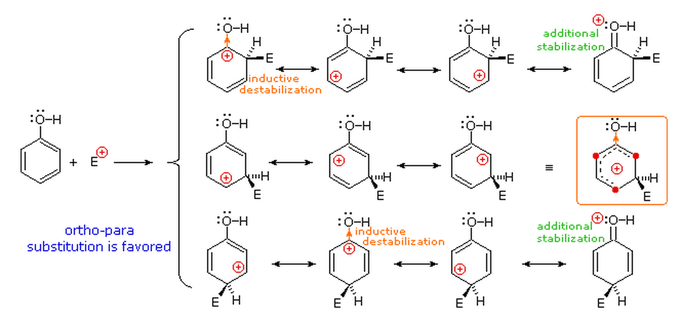 :Ö-H
H
E
inductive
destabilization
:Ö-H
H
E
:Ö-H
H
E
additional
stabilization
:O-H
H
E
:Ö-H
+ E
ortho-para
substitution is favored
:Ö-H
H
E
:Ö-H
H
E
:Ö-H
H
E
≡
:Ö-H
H
E
:Ö-H
E H
:Ö-H
inductive
destabilization
E H
:Ö-H
E H
additional
stabilization
:O-H
E H